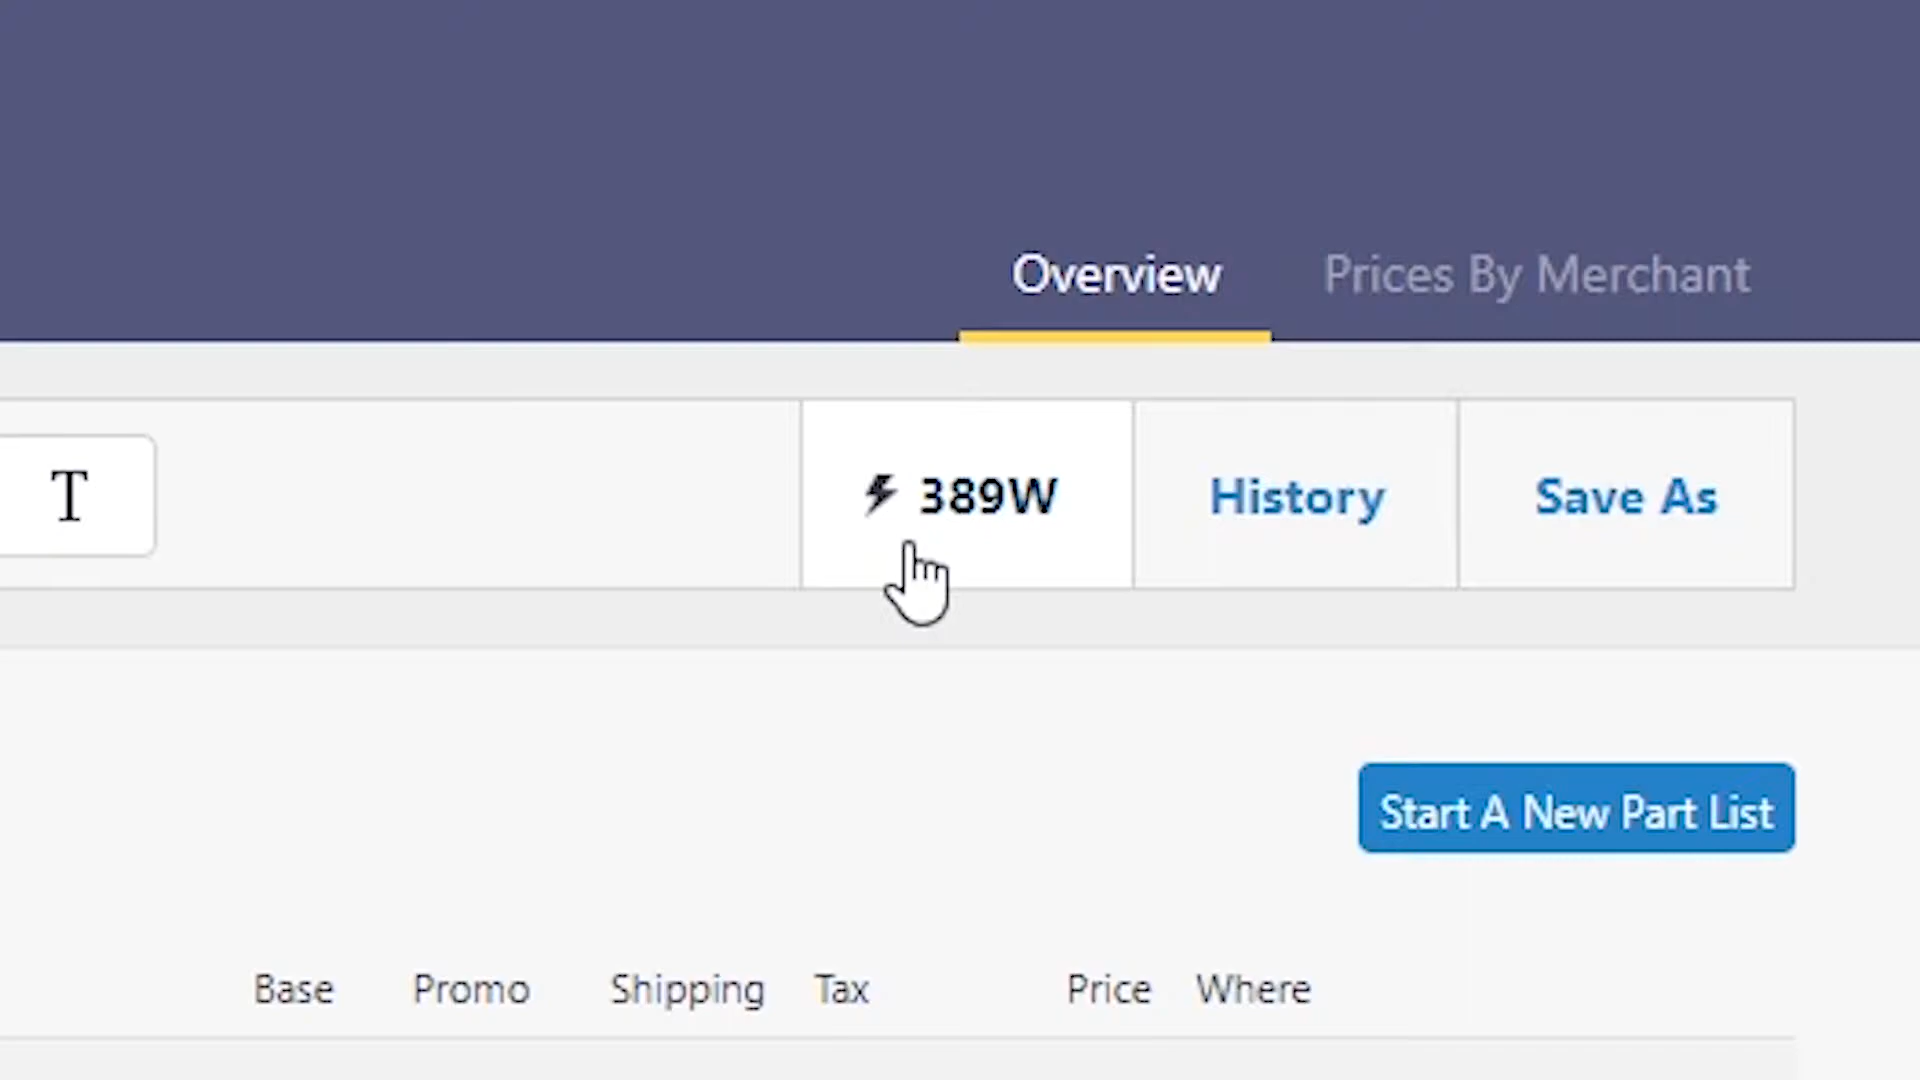 Overview Prices By Merchant
T 389W History Save As
Start A New Part List
Base Promo Shipping Tax Price Where